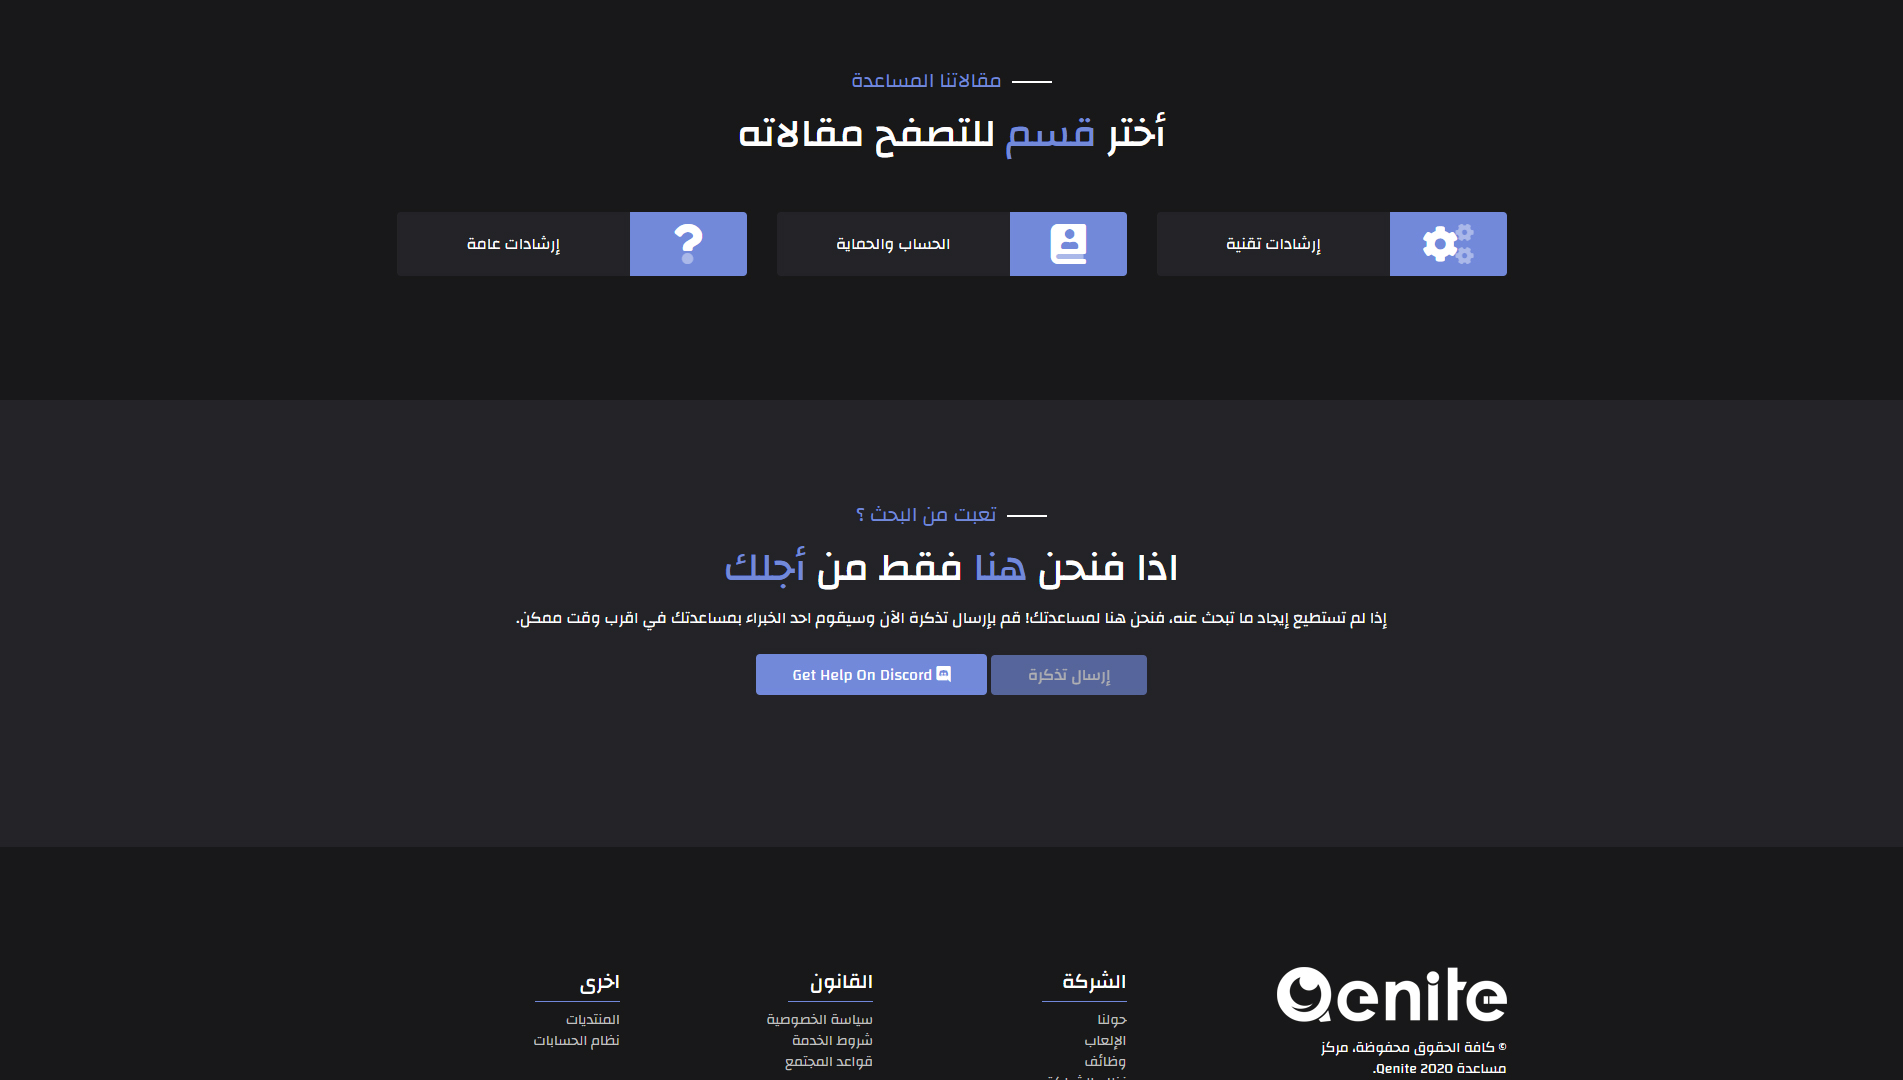 مقالاتنا المساعدة
أختر قسم للتصفح مقالاته
إرشادات تقنية
الحساب والحماية
إرشادات عامة
تعبت من البحث ؟
اذا فنحن هنا فقط من أجلك
إذا لم تستطيع إيجاد ما تبحث عنه، فنحن هنا لمساعدتك! قم بإرسال تذكرة الآن وسيقوم احد الخبراء بمساعدتك في اقرب وقت ممكن.
إرسال تذكرة
Get Help On Discord
Qenite
© كافة الحقوق محفوظة، مركز
مساعدة Qenite 2020.
الشركة
حولنا
الإلعاب
وظائف
القانون
سياسة الخصوصية
شروط الخدمة
قواعد المجتمع
اخرى
المنتديات
نظام الحسابات